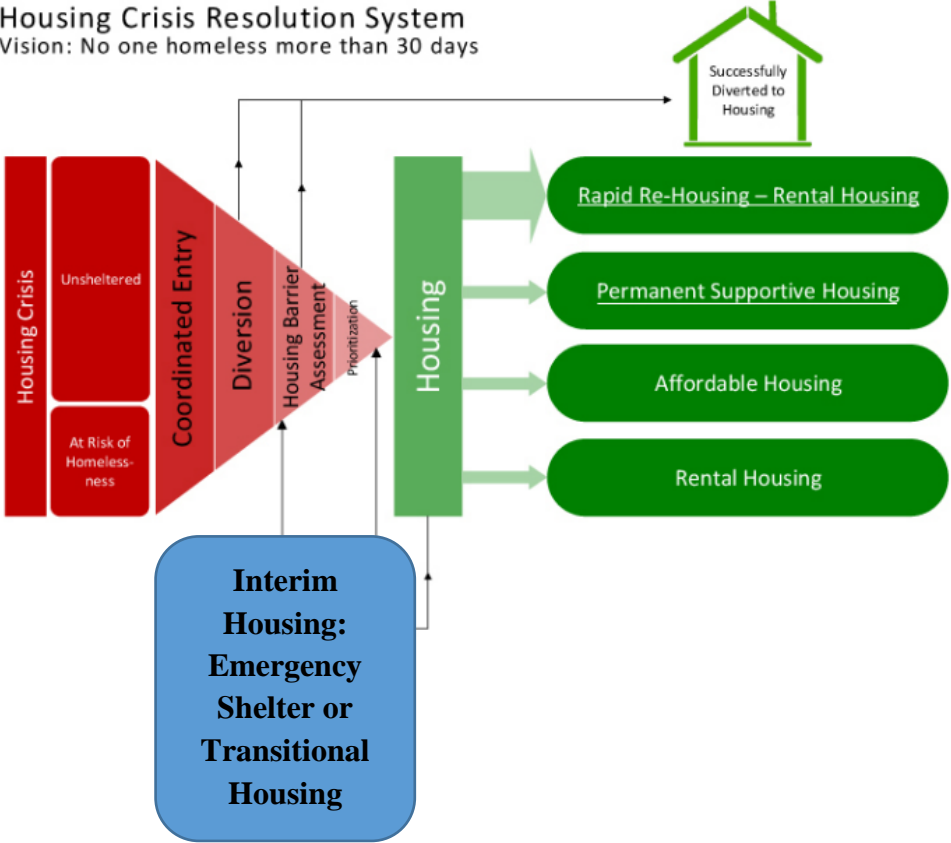 Housing Crisis Resolution System
Vision: No one homeless more than 30 days
Successfully
Diverted to
Housing
Housing Crisis
Unsheltered
At Risk of
Homeless-
ness
Coordinated Entry
Diversion
Housing Barrier
Assessment
Prioritization
Housing
Rapid Re-Housing – Rental Housing
Permanent Supportive Housing
Affordable Housing
Rental Housing
Interim
Housing:
Emergency
Shelter or
Transitional
Housing